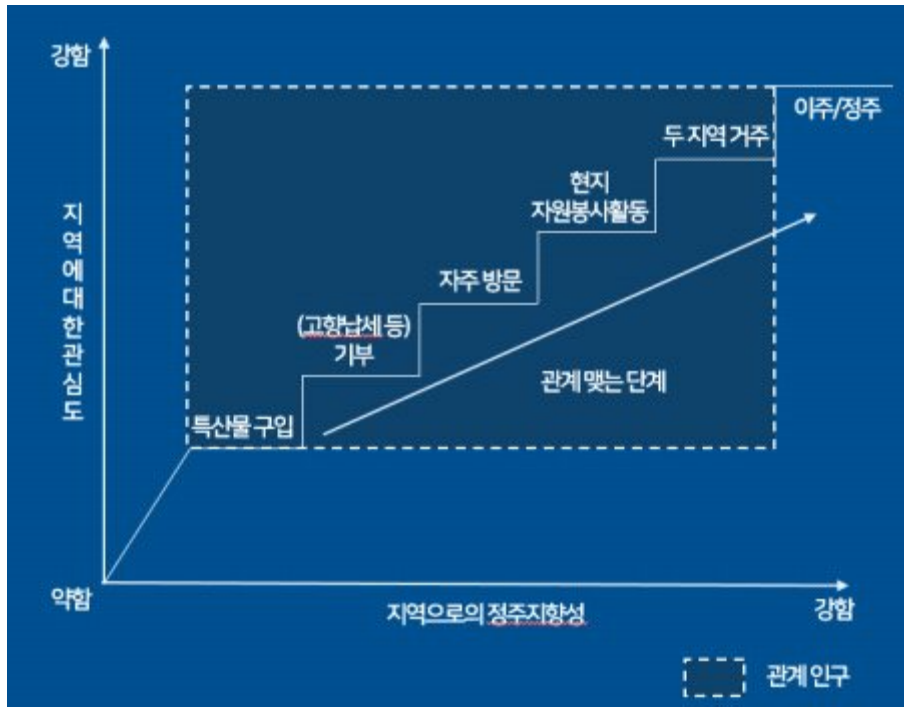 강함
이주/정주
두 지역 거주
현지
자원봉사활동
지역에대한관심도
자주 방문
(고향납세 등)
기부
관계 맺는 단계
특산물 구입
약함
지역으로의 정주지향성
강함
관계 인구